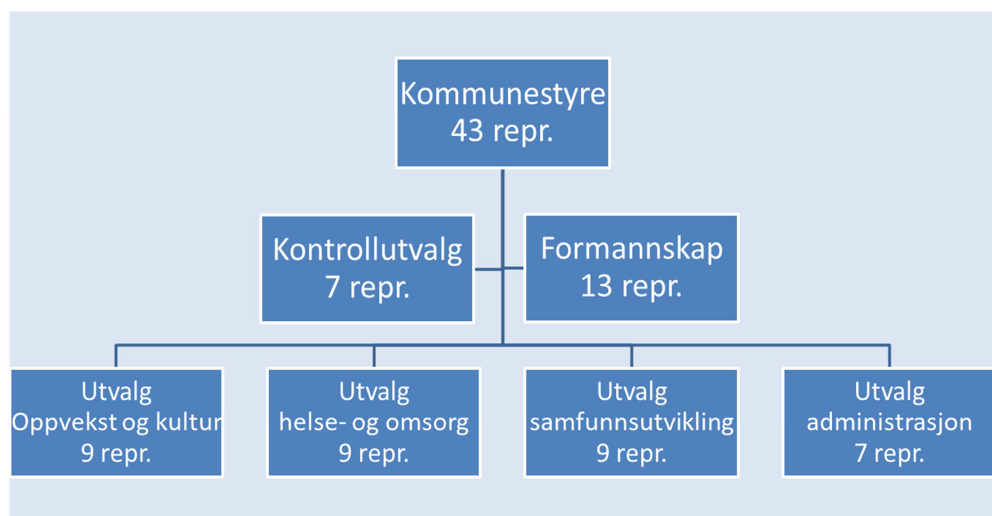 Kommunestyre
43 repr.
Kontrollutvalg
7 repr.
Formannskap
13 repr.
Utvalg
Oppvekst og kultur
9 repr.
Utvalg
helse- og omsorg
9 repr.
Utvalg
samfunnsutvikling
9 repr.
Utvalg
administrasjon
7 repr.